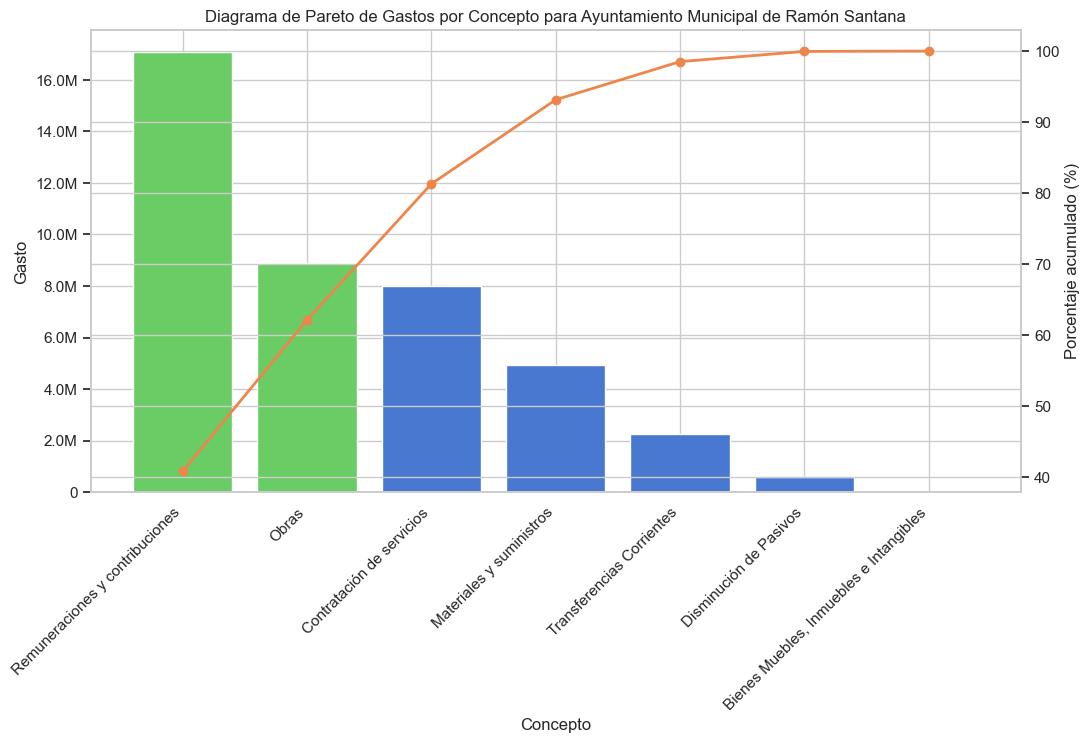 Diagrama de Pareto de Gastos por Concepto para Ayuntamiento Municipal de Ramón Santana
Gasto
16.0M
14.0M
12.0M
10.0M
8.0M
6.0M
4.0M
2.0M
0
100
90
80
70
60
50
40
Porcentaje acumulado (%)
Remuneraciones y contribuciones
Obras
Contratación de servicios
Materiales y suministros
Transferencias Corrientes
Disminución de Pasivos
Bienes Muebles, Inmuebles e Intangibles
Concepto